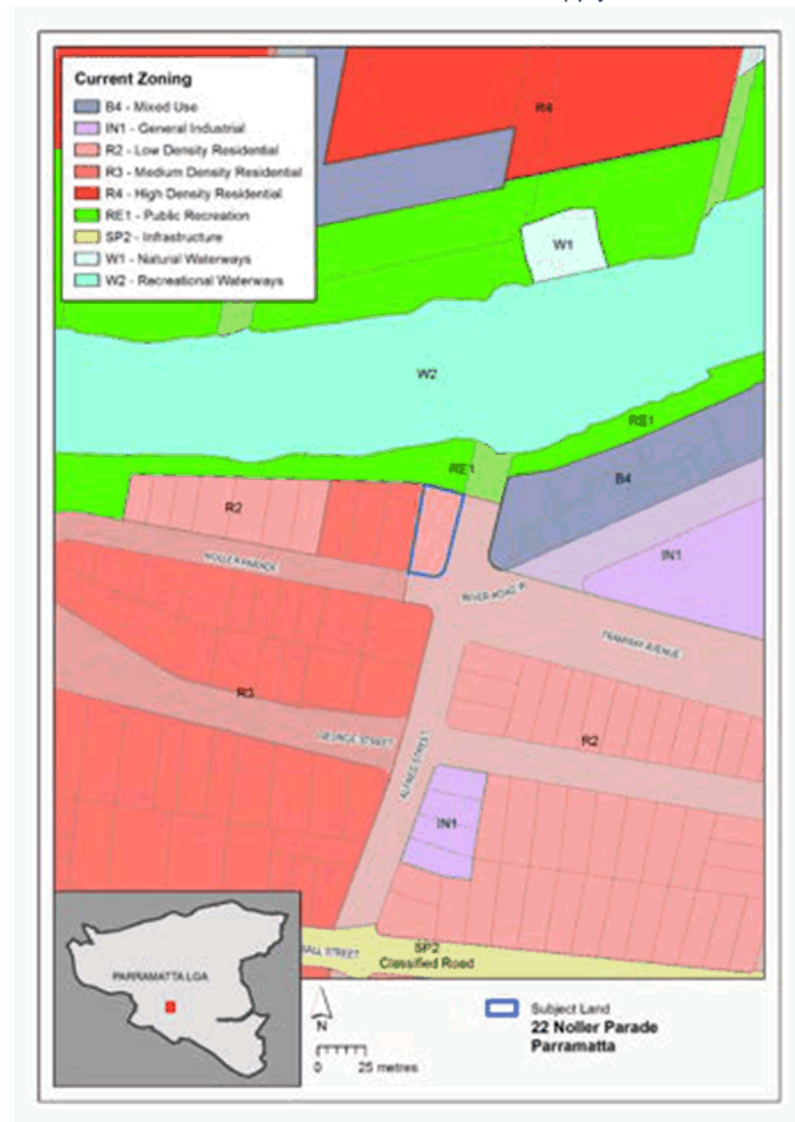 Current Zoning
B4 - Mixed Use
IN1 - General Industrial
R2 - Low Density Residential
R3 - Medium Density Residential
R4 - High Density Residential
RE1 - Public Recreation
SP2 - Infrastructure
W1 - Natural Waterways
W2 - Recreational Waterways
R4
W1
W2
RE1
RE1
B4
R2
IN1
NOLLER PARADE
RIVER ROAD W
TRAMWAY AVENUE
R3
GEORGE STREET
ALFRED STREET
R2
IN1
STREET
SP2
Classified Road
PARRAMATTA LGA
N
0 25 metres
Subject Land
22 Noller Parade
Parramatta